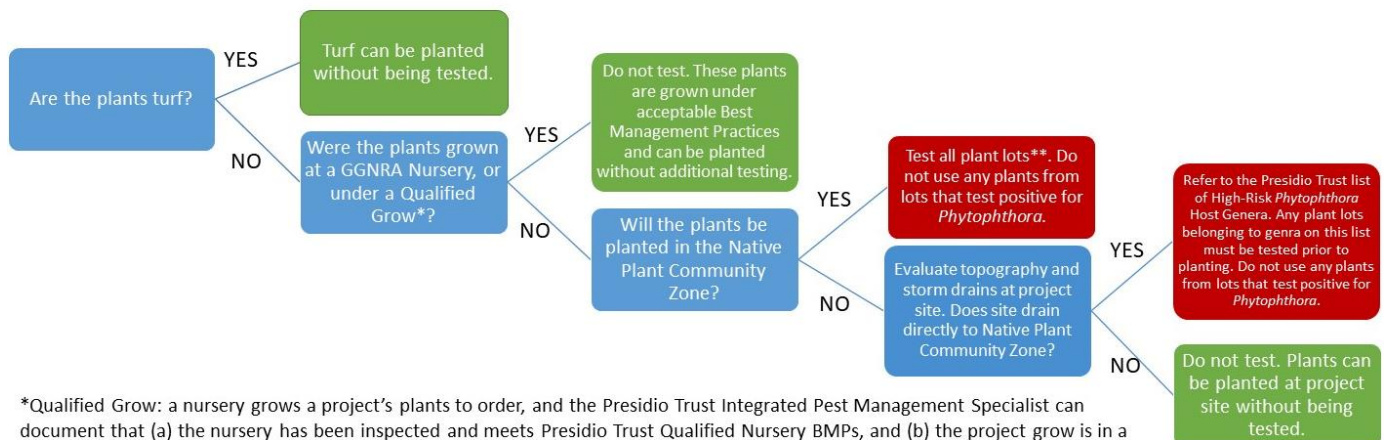 Are the plants turf?
YES
NO
Turf can be planted
without being tested.
Were the plants grown
at a GGNRA Nursery, or
under a Qualified
Grow*?
YES
NO
Do not test. These plants
are grown under
acceptable Best
Management Practices
and can be planted
without additional testing.
Will the plants be
planted in the Native
Plant Community
Zone?
YES
NO
Test all plant lots**. Do
not use any plants from
lots that test positive for
Phytophthora.
Evaluate topography and
storm drains at project
site. Does site drain
directly to Native Plant
Community Zone?
YES
NO
Refer to the Presidio Trust list
of High-Risk Phytophthora
Host Genera. Any plant lots
belonging to genra on this list
must be tested prior to
planting. Do not use any plants
from lots that test positive for
Phytophthora.
Do not test. Plants can
be planted at project
site without being
tested.
*Qualified Grow: a nursery grows a project's plants to order, and the Presidio Trust Integrated Pest Management Specialist can
document that (a) the nursery has been inspected and meets Presidio Trust Qualified Nursery BMPs, and (b) the project grow is in a